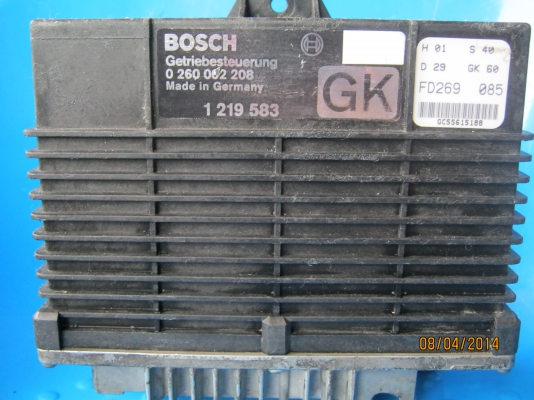 BOSCH
Getriebesteuerung
0 260 002 208
Made in Germany
1 219 583
GK
H 01 S 40
D 29 GK 60
FD269 085
GC55615188
08/04/2014